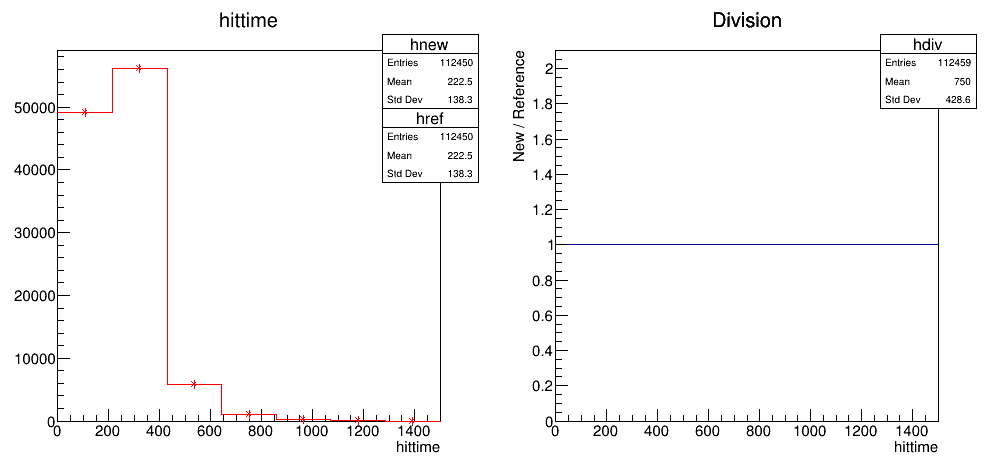 hittime
hnew
Entries 112450
Mean 222.5
Std Dev 138.3
href
Entries 112450
Mean 222.5
Std Dev 138.3
50000
40000
30000
20000
10000
0
0 200 400 600 800 1000 1200 1400
hittime
Division
hdiv
Entries 112459
Mean 750
Std Dev 428.6
New / Reference
2
1.8
1.6
1.4
1.2
1
0.8
0.6
0.4
0.2
0
0 200 400 600 800 1000 1200 1400
hittime